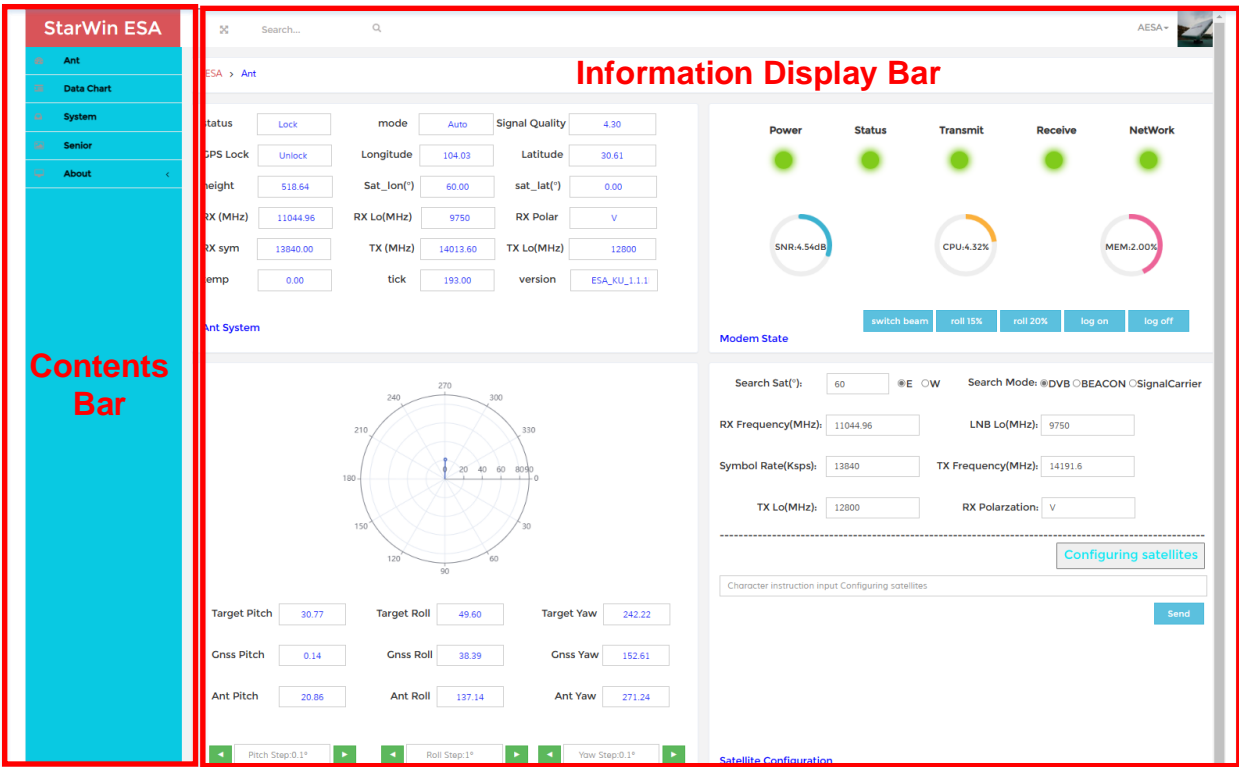 StarWin ESA
Ant
Data Chart
System
Senior
About
Contents
Bar
Search...
AESA
ESA > Ant
Information Display Bar
status Lock mode Auto Signal Quality 4.30
GPS Lock Unlock Longitude 104.03 Latitude 30.61
height 518.64 Sat_lon(°) 60.00 sat_lat(°) 0.00
RX (MHz) 11044.96 RX Lo(MHz) 9750 RX Polar V
RX sym 13840.00 TX (MHz) 14013.60 TX Lo(MHz) 12800
temp 0.00 tick 193.00 version ESA_KU_1.1.1
Ant System
Power Status Transmit Receive NetWork
SNR:4.54dB CPU:4.32% MEM:2.00%
switch beam roll 15% roll 20% log on log off
Modem State
270
240 300
210 330
180 0 20 40 60 80 90 0
150 30
120 60
90
Target Pitch 30.77 Target Roll 49.60 Target Yaw 242.22
Gnss Pitch 0.14 Gnss Roll 38.39 Gnss Yaw 152.61
Ant Pitch 20.86 Ant Roll 137.14 Ant Yaw 271.24
Pitch Step:0.1° Roll Step:1° Yaw Step:0.1°
Search Sat(°): 60 E W Search Mode: DVB BEACON SignalCarrier
RX Frequency(MHz): 11044.96 LNB Lo(MHz): 9750
Symbol Rate(Ksps): 13840 TX Frequency(MHz): 14191.6
TX Lo(MHz): 12800 RX Polarzation: V
Configuring satellites
Character instruction input Configuring satellites
Send
Satellite Configuration